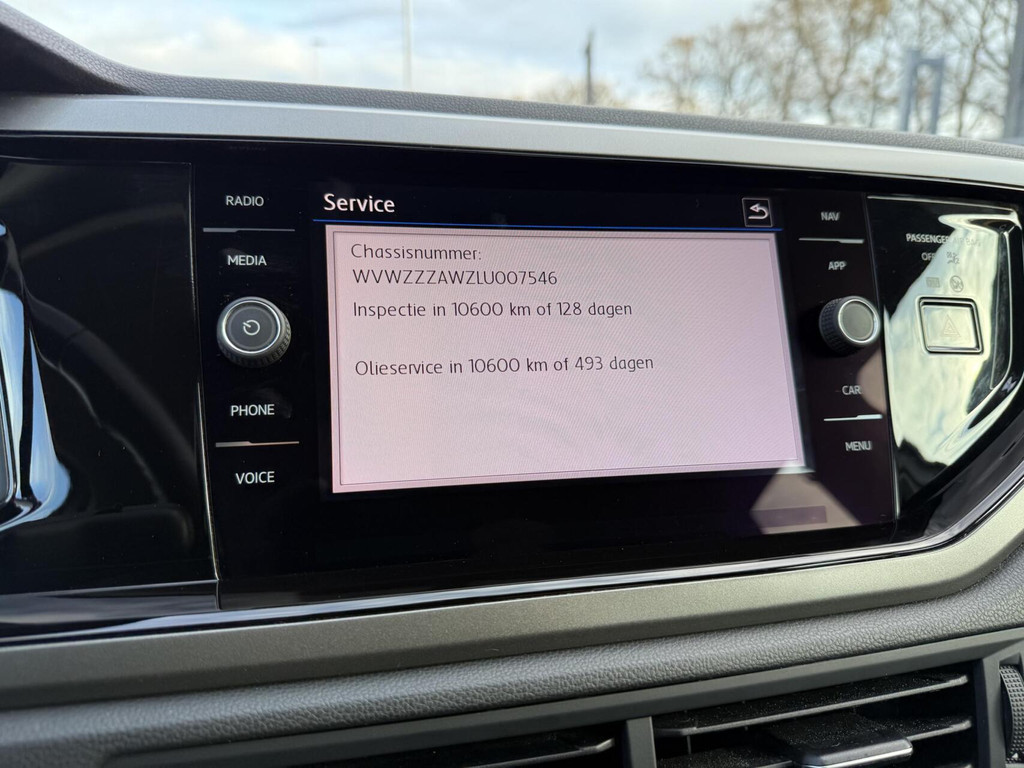 RADIO
MEDIA
PHONE
VOICE
Service
Chassisnummer:
WVWZZZAWZLU007546
Inspectie in 10600 km of 128 dagen
Olieservice in 10600 km of 493 dagen
NAV
APP
CAR
MENU
PASSENGER